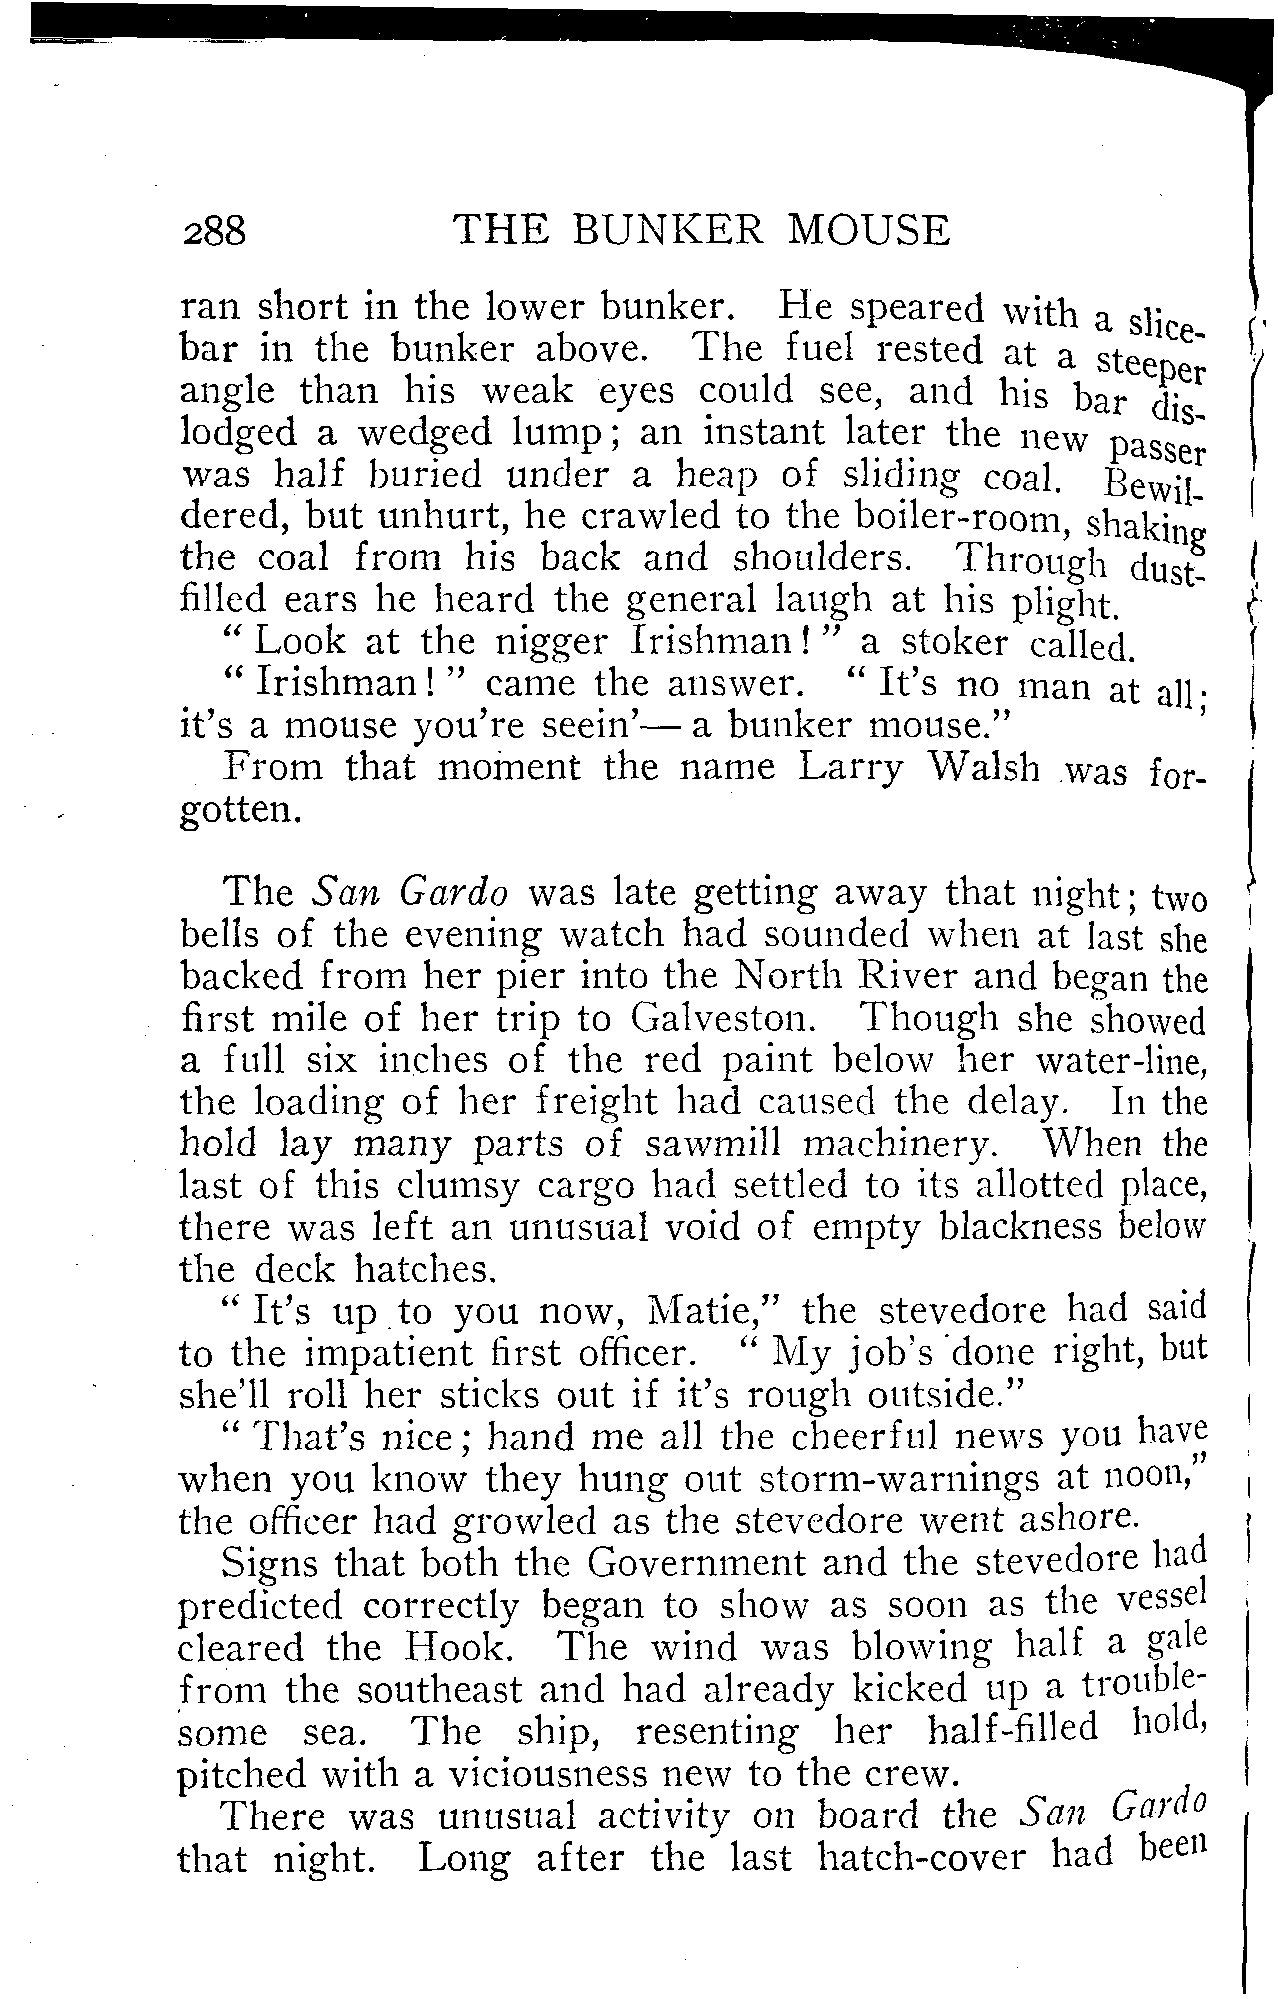 288 THE BUNKER MOUSE
ran short in the lower bunker. He speared with a slice-
bar in the bunker above. The fuel rested at a steeper
angle than his weak eyes could see, and his bar dis-
lodged a wedged lump; an instant later the new passer
was half buried under a heap of sliding coal. Bewil-
dered, but unhurt, he crawled to the boiler-room, shaking
the coal from his back and shoulders. Through dust-
filled ears he heard the general laugh at his plight.
“ Look at the nigger Irishman ! ” a stoker called.
“ Irishman ! ” came the answer. “ It's no man at all;
it's a mouse you're seein'— a bunker mouse.”
From that moment the name Larry Walsh was for-
gotten.
The San Gardo was late getting away that night; two
bells of the evening watch had sounded when at last she
backed from her pier into the North River and began the
first mile of her trip to Galveston. Though she showed
a full six inches of the red paint below her water-line,
the loading of her freight had caused the delay. In the
hold lay many parts of sawmill machinery. When the
last of this clumsy cargo had settled to its allotted place,
there was left an unusual void of empty blackness below
the deck hatches.
“ It's up to you now, Matie,” the stevedore had said
to the impatient first officer. “ My job's done right, but
she'll roll her sticks out if it's rough outside.”
“ That's nice; hand me all the cheerful news you have
when you know they hung out storm-warnings at noon,”
the officer had growled as the stevedore went ashore.
Signs that both the Government and the stevedore had
predicted correctly began to show as soon as the vessel
cleared the Hook. The wind was blowing half a gale
from the southeast and had already kicked up a trouble-
some sea. The ship, resenting her half-filled hold,
pitched with a viciousness new to the crew.
There was unusual activity on board the San Gardo
that night. Long after the last hatch-cover had been